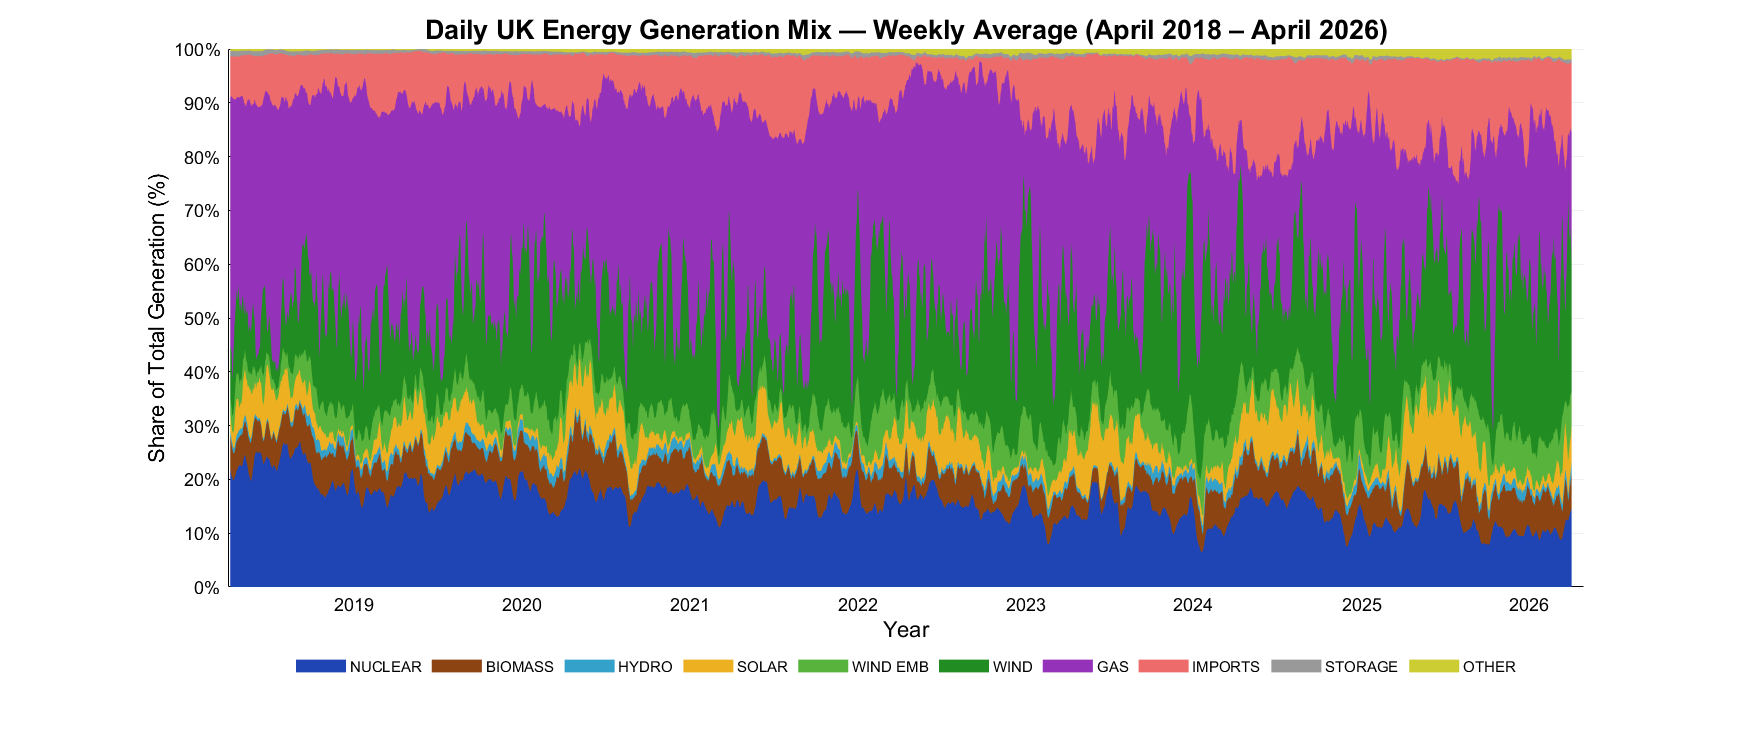 Daily UK Energy Generation Mix — Weekly Average (April 2018 – April 2026)
100%
90%
80%
70%
60%
50%
40%
30%
20%
10%
0%
Share of Total Generation (%)
2019 2020 2021 2022 2023 2024 2025 2026
Year
NUCLEAR BIOMASS HYDRO SOLAR WIND EMB WIND GAS IMPORTS STORAGE OTHER